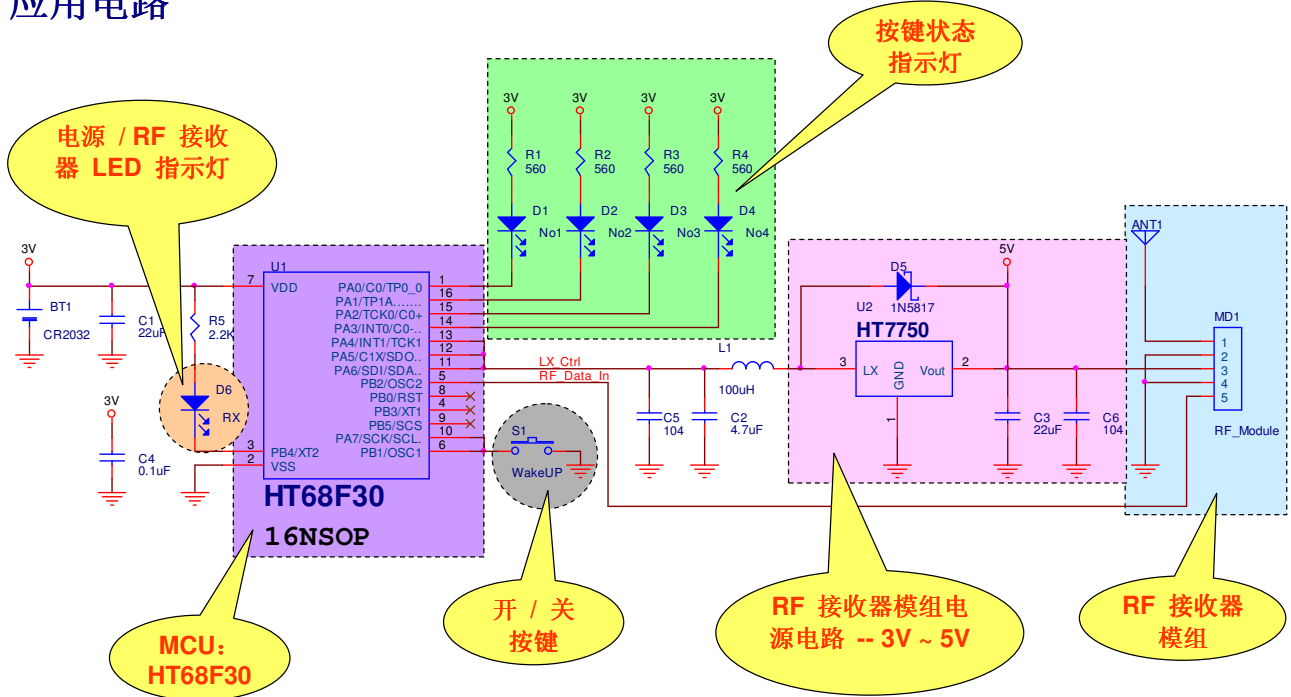 应用电路
按键状态
指示灯
电源 / RF 接收
器 LED 指示灯
3V
3V
3V
3V
R1
560
R2
560
R3
560
R4
560
D1
No1
D2
No2
D3
No3
D4
No4
3V
BT1
CR2032
C1
22uF
R5
2.2K
D6
RX
3V
C4
0.1uF
U1
7
VDD
3
PB4/XT2
2
VSS
PA0/C0/TP0_0
1
PA1/TP1A.......
16
PA2/TCK0/C0+
15
PA3/INT0/C0-..
14
PA4/INT1/TCK1
13
PA5/C1X/SDO..
12
PA6/SDI/SDA..
11
PB2/OSC2
5
PB0/RST
8
PB3/XT1
4
PB5/SCS
9
PA7/SCK/SCL.
10
PB1/OSC1
6
HT68F30
16NSOP
S1
WakeUP
LX_Ctrl
RF_Data_In
L1
100uH
C5
104
C2
4.7uF
D5
1N5817
U2
HT7750
3
LX
GND
Vout
2
1
5V
C3
22uF
C6
104
ANT1
MD1
1
2
3
4
5
RF_Module
MCU：
HT68F30
开 / 关
按键
RF 接收器模组电
源电路 -- 3V ~ 5V
RF 接收器
模组